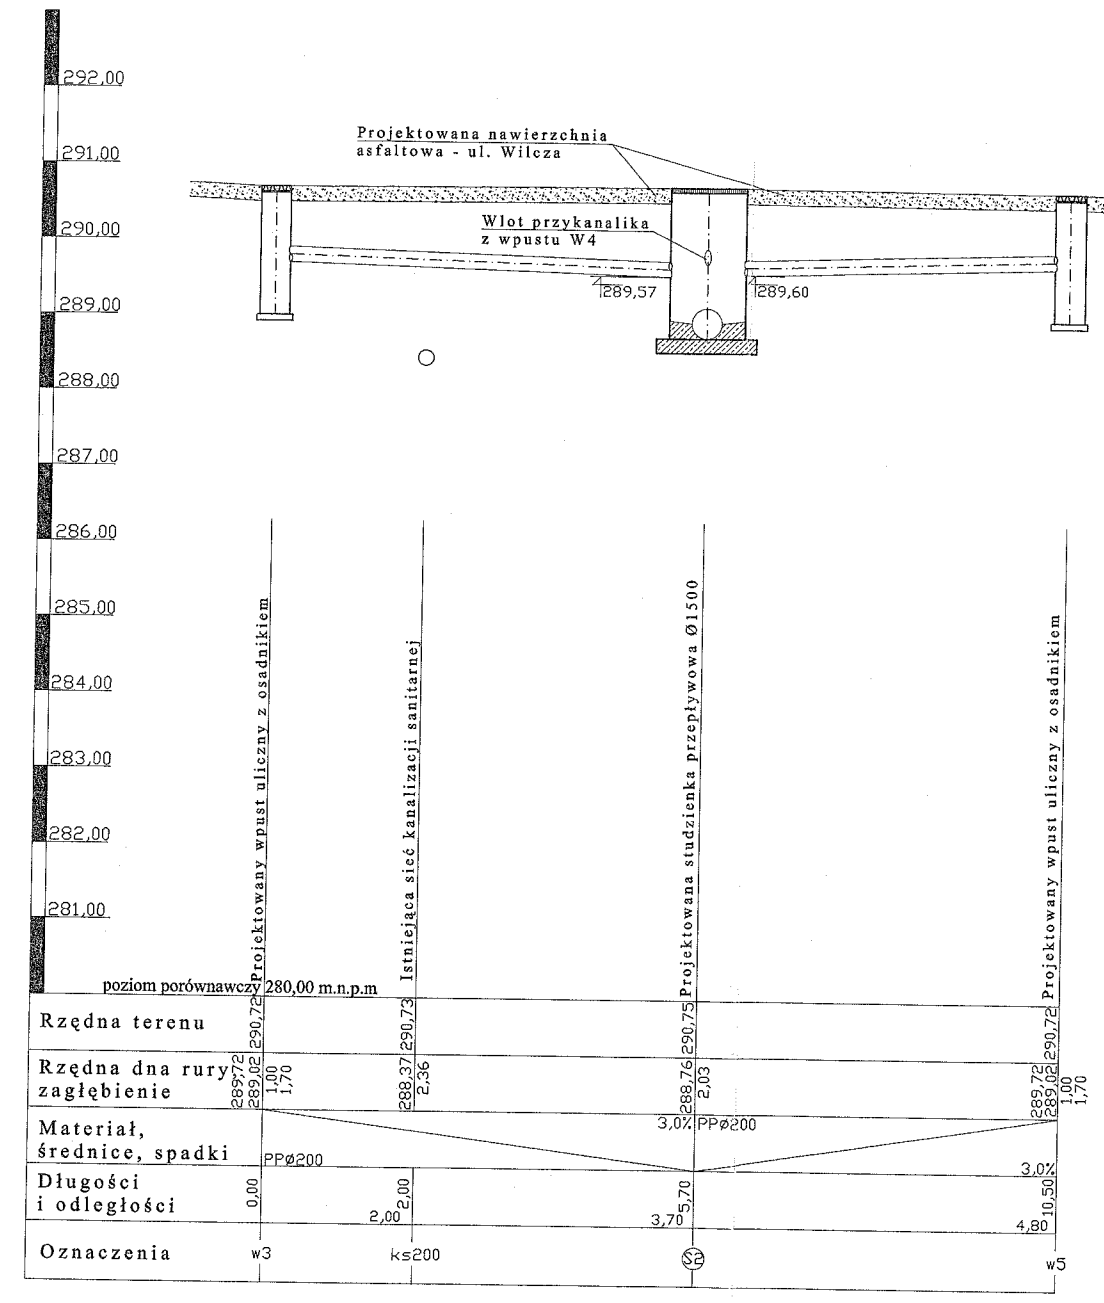 292,00
291,00
290,00
289,00
288,00
287,00
286,00
285,00
284,00
283,00
282,00
281,00
Projektowana nawierzchnia
asfaltowa - ul. Wilcza
Wlot przykanalika
z wpustu W4
289,57
289,60
Projektowany wpust uliczny z osadnikiem
Istniejąca sieć kanalizacji sanitarnej
Projektowana studzienka przepływowa Ø1500
Projektowany wpust uliczny z osadnikiem
poziom porównawczy 280,00 m.n.p.m
Rzędna terenu
290,72
290,73
290,75
290,72
Rzędna dna rury
zagłębienie
289,72
289,02
1,00
1,70
288,37
2,36
288,76
2,03
289,72
289,02
1,00
1,70
Materiał,
średnice, spadki
PPØ200
3,0% PPØ200
3,0%
Długości
i odległości
0,00
2,00
2,00
3,70
5,70
4,80
10,50
Oznaczenia
w3
ks200
S2
w5